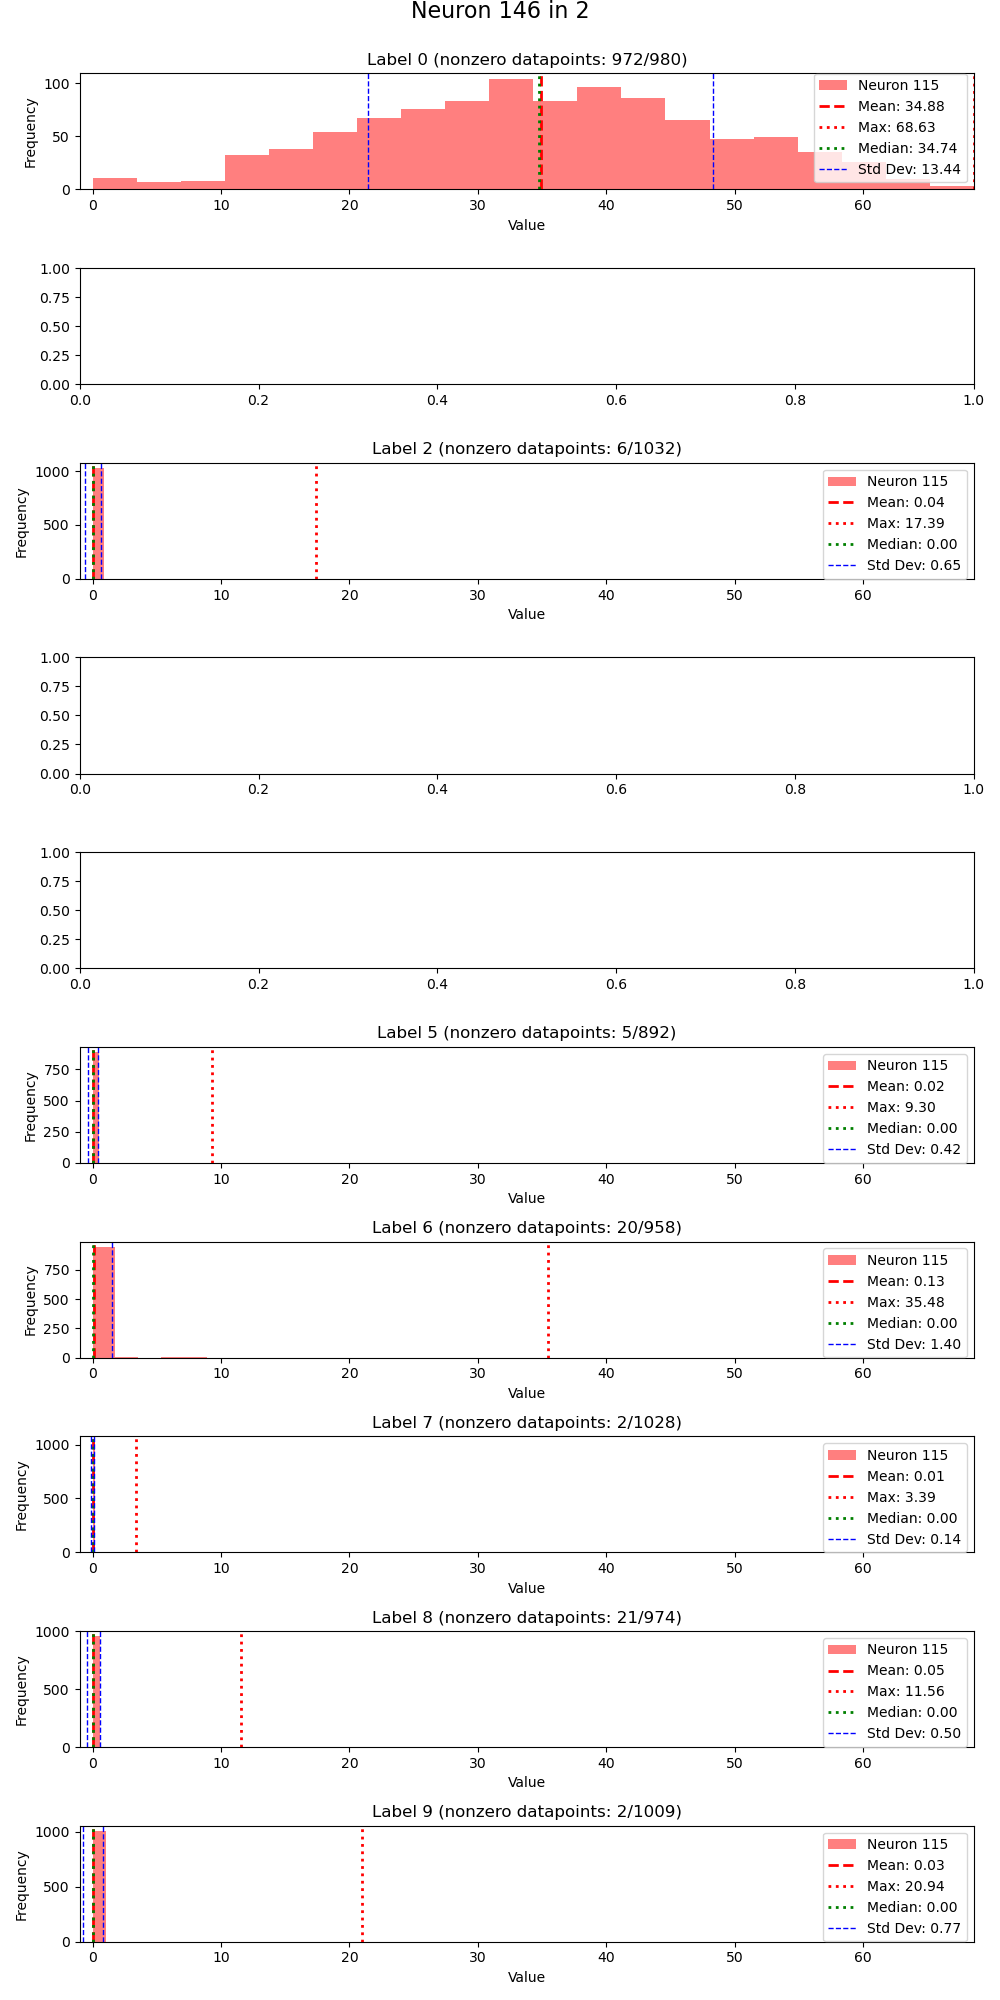 Neuron 146 in 2
Label 0 (nonzero datapoints: 972/980)
Frequency
100
50
0
Neuron 115
Mean: 34.88
Max: 68.63
Median: 34.74
Std Dev: 13.44
0 10 20 30 40 50 60
Value
1.00
0.75
0.50
0.25
0.00
0.0 0.2 0.4 0.6 0.8 1.0
Label 2 (nonzero datapoints: 6/1032)
Frequency
1000
500
0
Neuron 115
Mean: 0.04
Max: 17.39
Median: 0.00
Std Dev: 0.65
0 10 20 30 40 50 60
Value
1.00
0.75
0.50
0.25
0.00
0.0 0.2 0.4 0.6 0.8 1.0
1.00
0.75
0.50
0.25
0.00
0.0 0.2 0.4 0.6 0.8 1.0
Label 5 (nonzero datapoints: 5/892)
Frequency
750
500
250
0
Neuron 115
Mean: 0.02
Max: 9.30
Median: 0.00
Std Dev: 0.42
0 10 20 30 40 50 60
Value
Label 6 (nonzero datapoints: 20/958)
Frequency
750
500
250
0
Neuron 115
Mean: 0.13
Max: 35.48
Median: 0.00
Std Dev: 1.40
0 10 20 30 40 50 60
Value
Label 7 (nonzero datapoints: 2/1028)
Frequency
1000
500
0
Neuron 115
Mean: 0.01
Max: 3.39
Median: 0.00
Std Dev: 0.14
0 10 20 30 40 50 60
Value
Label 8 (nonzero datapoints: 21/974)
Frequency
1000
500
0
Neuron 115
Mean: 0.05
Max: 11.56
Median: 0.00
Std Dev: 0.50
0 10 20 30 40 50 60
Value
Label 9 (nonzero datapoints: 2/1009)
Frequency
1000
500
0
Neuron 115
Mean: 0.03
Max: 20.94
Median: 0.00
Std Dev: 0.77
0 10 20 30 40 50 60
Value